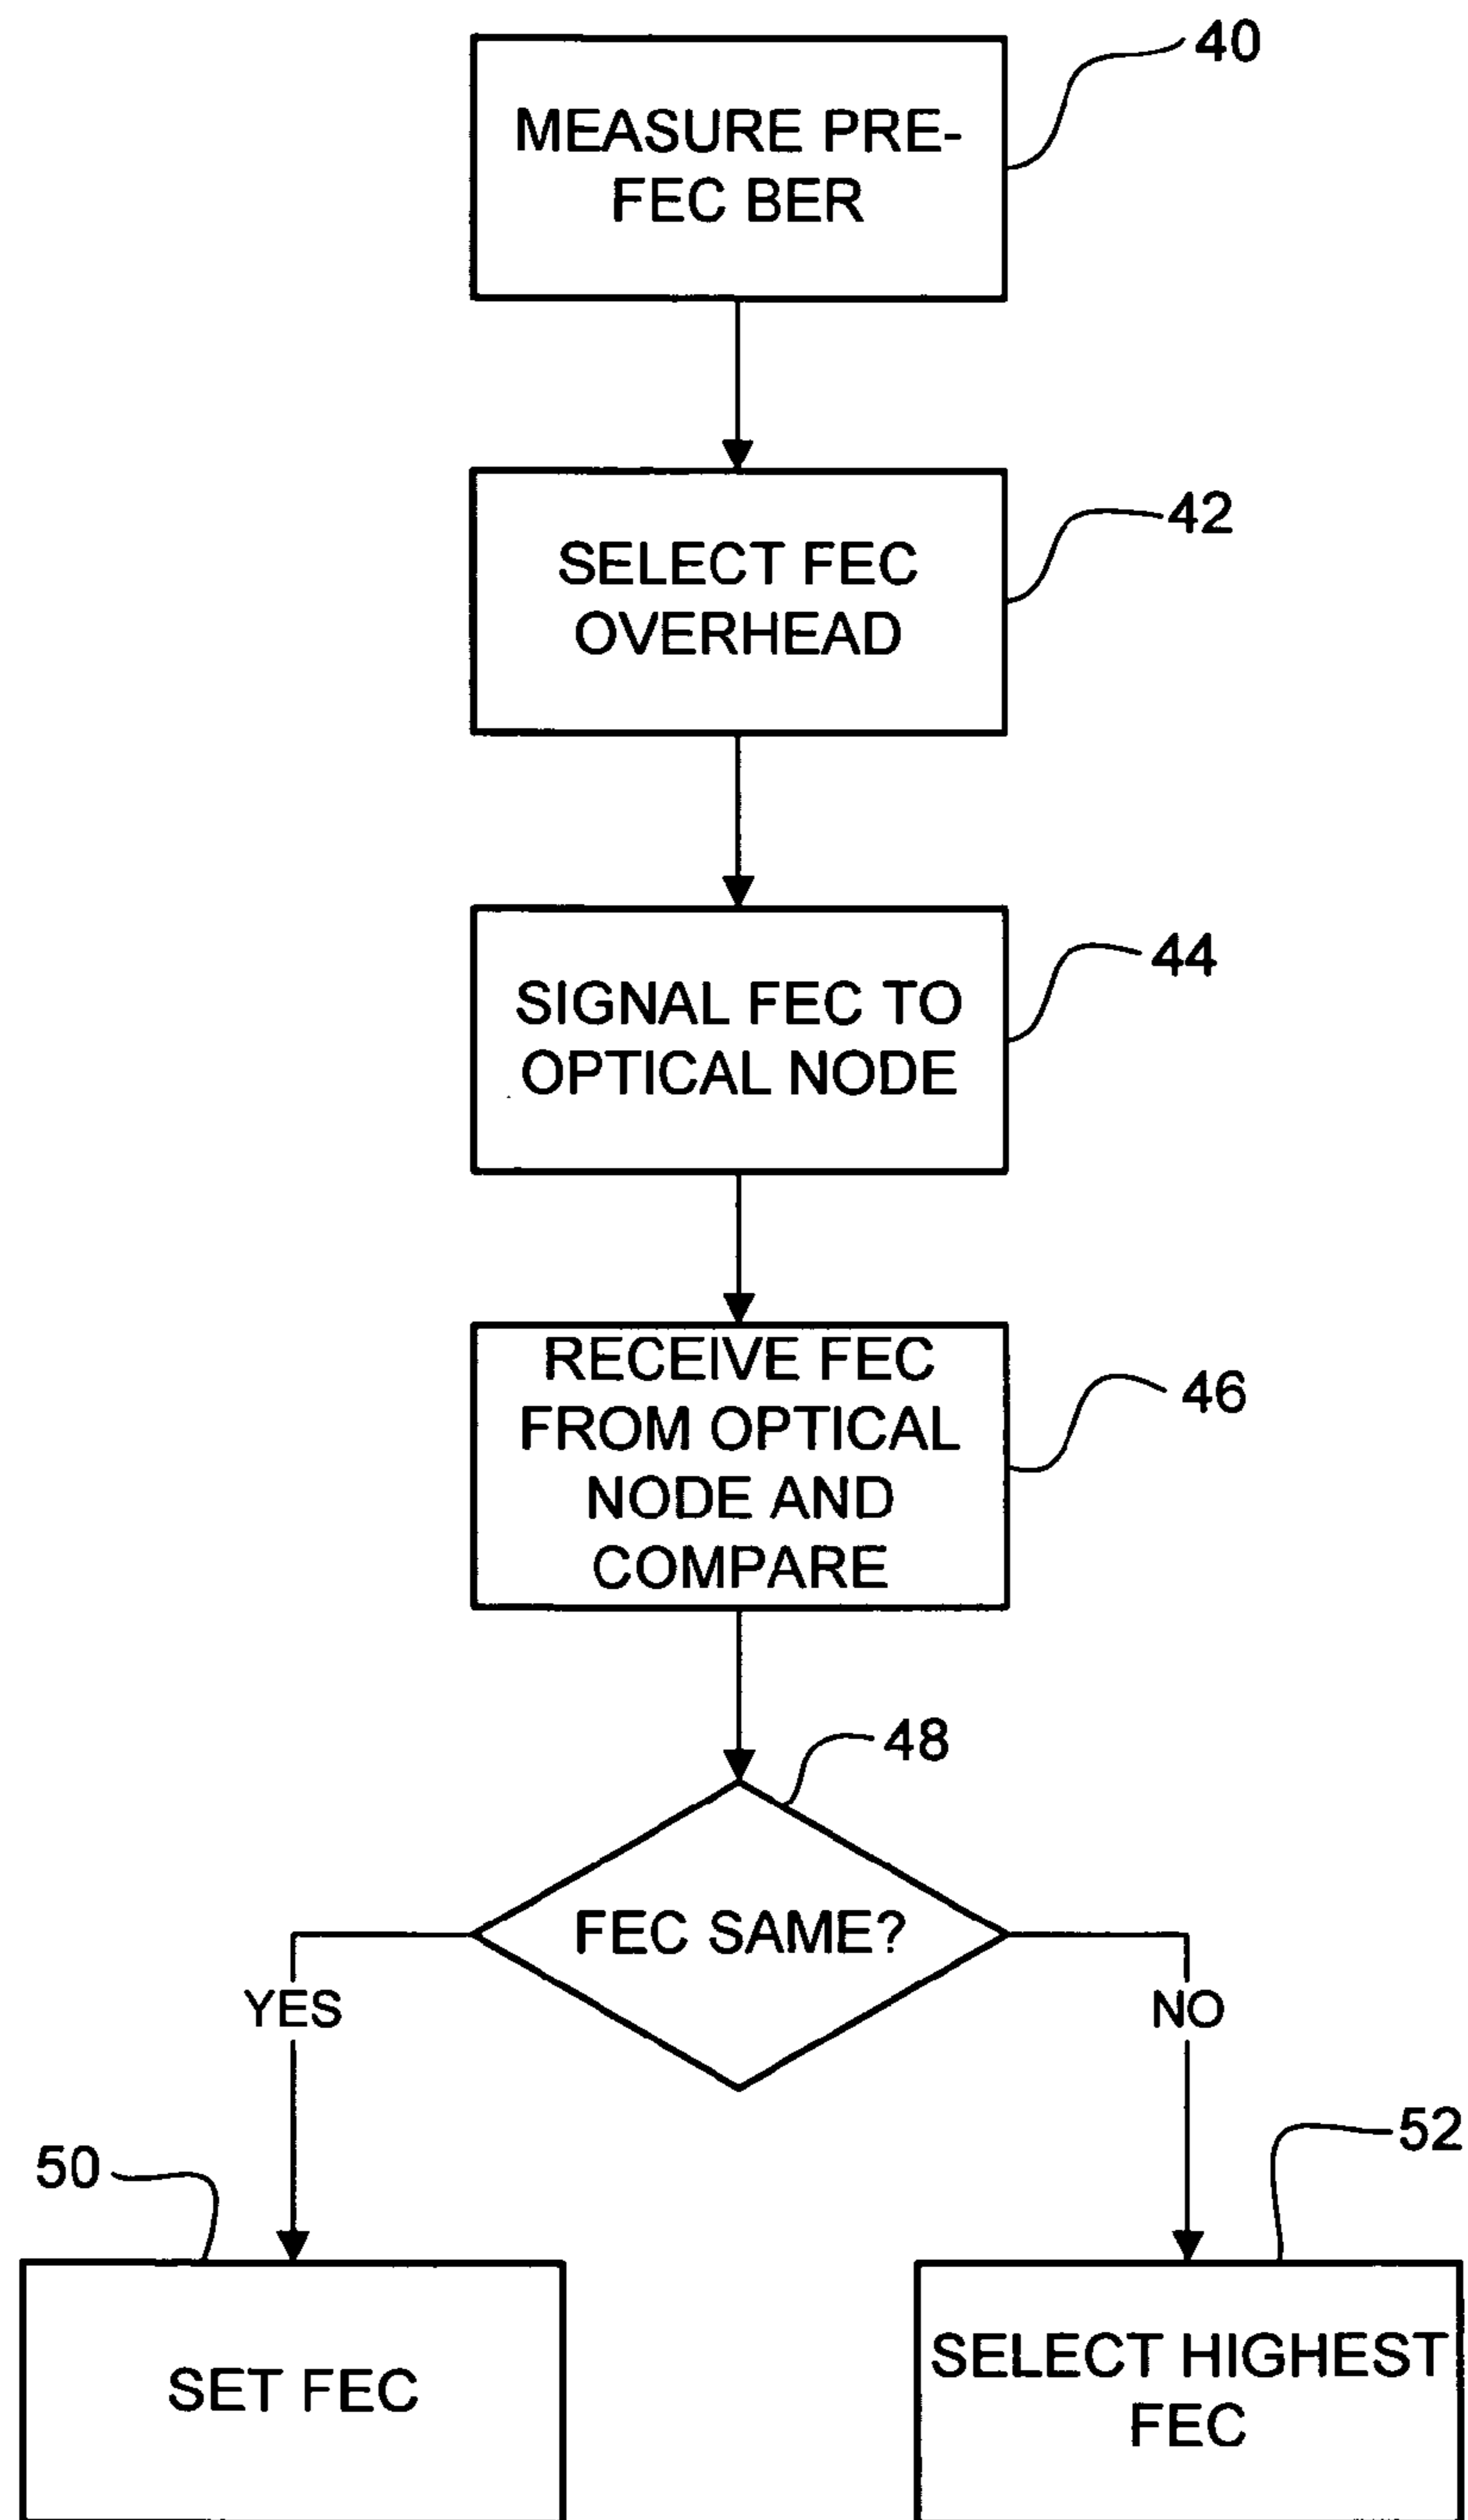 40
MEASURE PRE-
FEC BER
42
SELECT FEC
OVERHEAD
44
SIGNAL FEC TO
OPTICAL NODE
46
RECEIVE FEC
FROM OPTICAL
NODE AND
COMPARE
48
FEC SAME?
YES
NO
50
52
SET FEC
SELECT HIGHEST
FEC